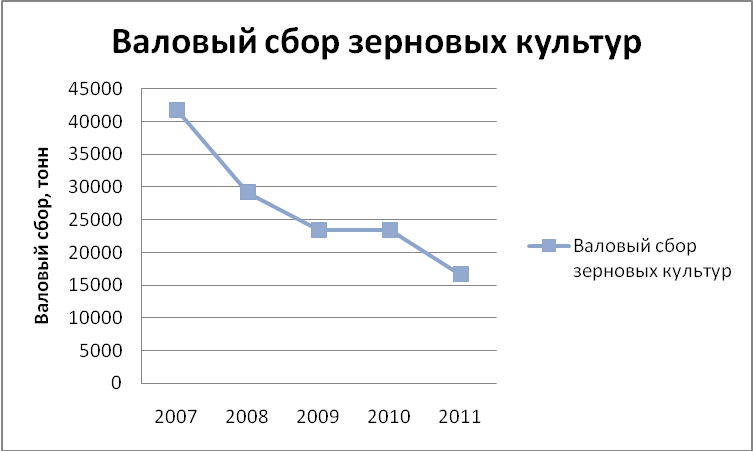 Валовый сбор зерновых культур
Валовый сбор, тонн
45000
40000
35000
30000
25000
20000
15000
10000
5000
0
2007 2008 2009 2010 2011
Валовый сбор
зерновых культур